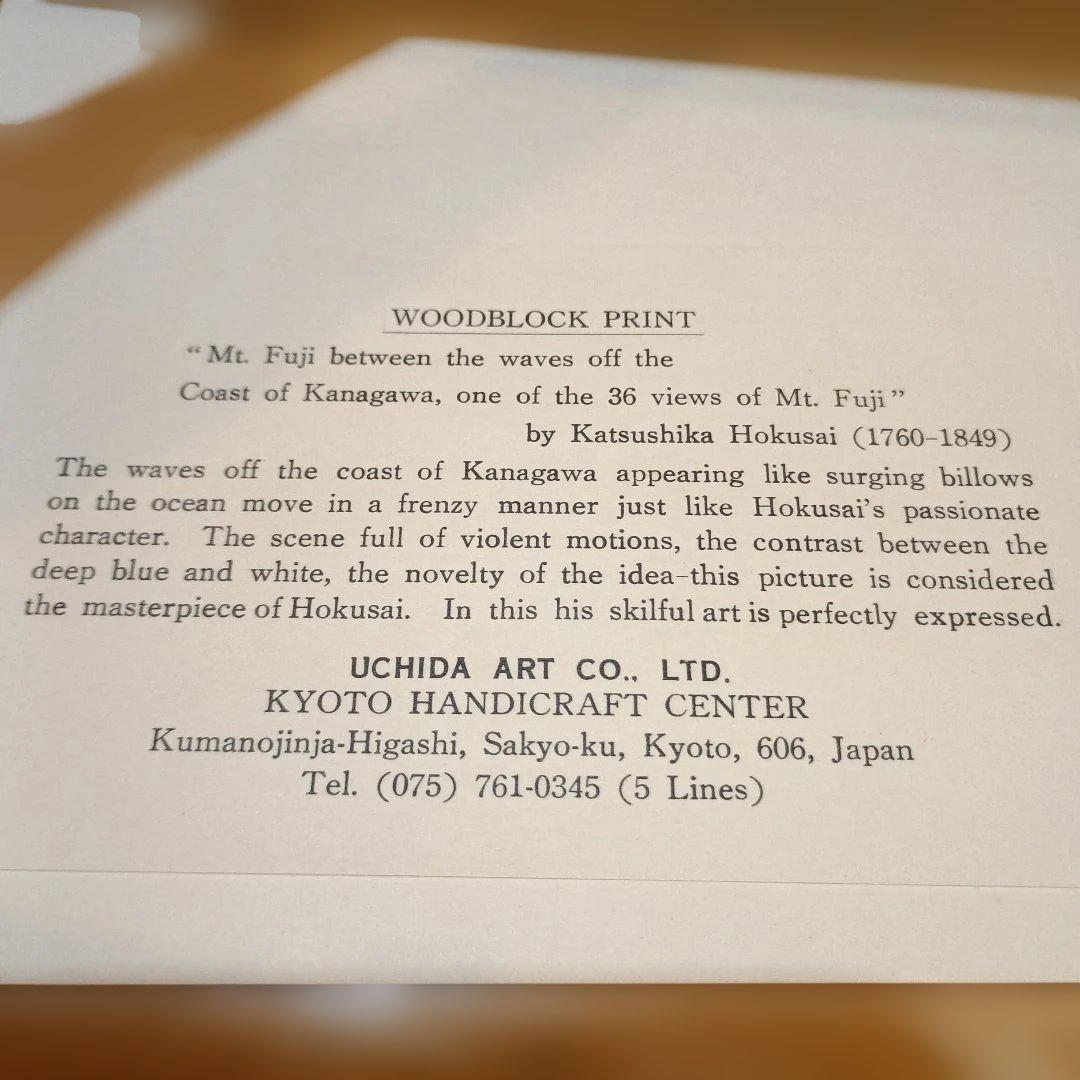 WOODBLOCK PRINT
“Mt. Fuji between the waves off the
Coast of Kanagawa, one of the 36 views of Mt. Fuji”
by Katsushika Hokusai (1760–1849)
The waves off the coast of Kanagawa appearing like surging billows
on the ocean move in a frenzy manner just like Hokusai’s passionate
character. The scene full of violent motions, the contrast between the
deep blue and white, the novelty of the idea–this picture is considered
the masterpiece of Hokusai. In this his skilful art is perfectly expressed.
UCHIDA ART CO., LTD.
KYOTO HANDICRAFT CENTER
Kumanojinja-Higashi, Sakyo-ku, Kyoto, 606, Japan
Tel. (075) 761-0345 (5 Lines)